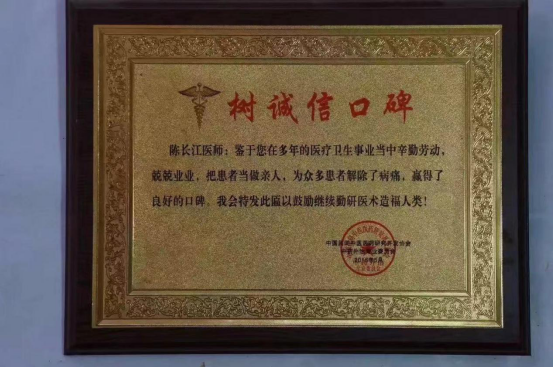 树诚信口碑
陈长江医师：鉴于您在多年的医疗卫生事业当中辛勤劳动，
兢兢业业，把患者当做亲人，为众多患者解除了病痛，赢得了
良好的口碑。我会特发此匾以鼓励继续勤研医术造福人类！